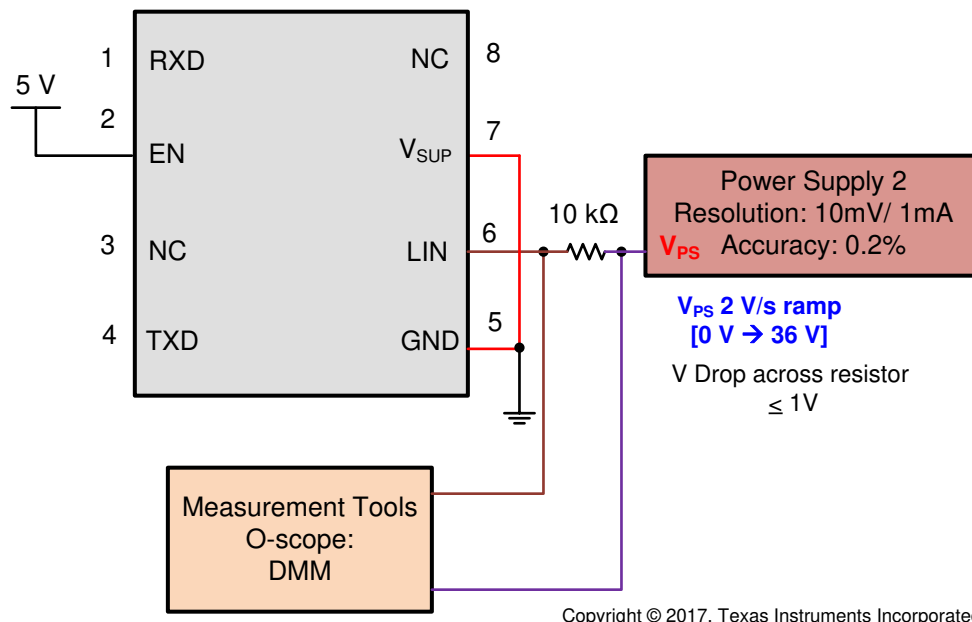 1
RXD
NC
8
5 V
2
7
EN
VSUP
10 kΩ
Power Supply 2
Resolution: 10mV/ 1mA
VPS Accuracy: 0.2%
3
NC
LIN
6
VPS 2 V/s ramp
[0 V → 36 V]
4
TXD
GND
5
V Drop across resistor
≤ 1V
Measurement Tools
O-scope:
DMM
Copyright © 2017, Texas Instruments Incorporated